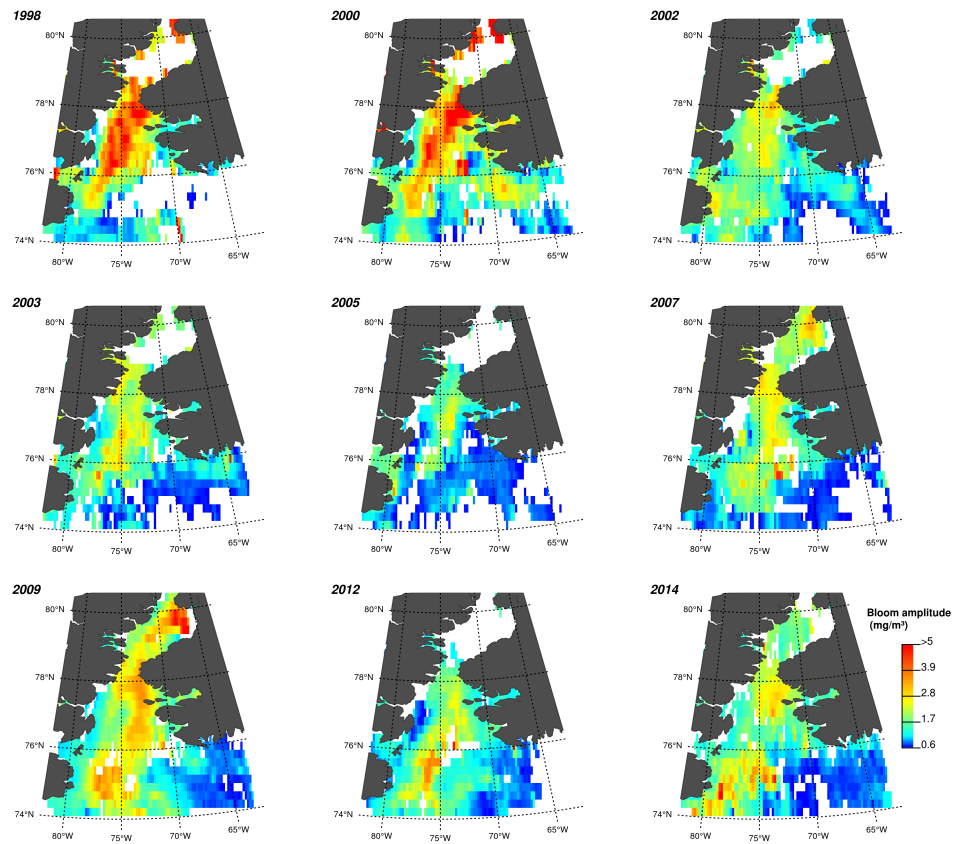 1998
80°N
78°N
76°N
74°N
80°W
75°W
70°W
65°W
2000
80°N
78°N
76°N
74°N
80°W
75°W
70°W
65°W
2002
80°N
78°N
76°N
74°N
80°W
75°W
70°W
65°W
2003
80°N
78°N
76°N
74°N
80°W
75°W
70°W
65°W
2005
80°N
78°N
76°N
74°N
80°W
75°W
70°W
65°W
2007
80°N
78°N
76°N
74°N
80°W
75°W
70°W
65°W
2009
80°N
78°N
76°N
74°N
80°W
75°W
70°W
65°W
2012
80°N
78°N
76°N
74°N
80°W
75°W
70°W
65°W
2014
80°N
78°N
76°N
74°N
80°W
75°W
70°W
65°W
Bloom amplitude
(mg/m³)
>5
3.9
2.8
1.7
0.6